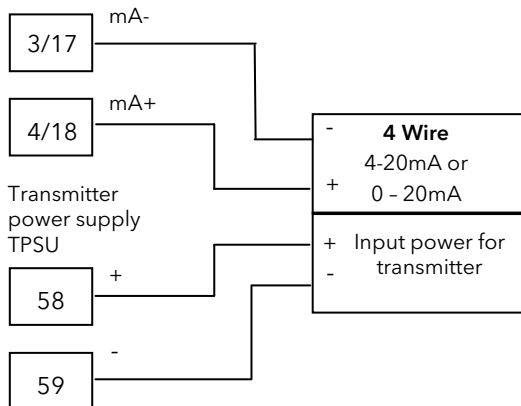 mA-
3/17
mA+
4/18
- 4 Wire
4-20mA or
+ 0 – 20mA
Transmitter
power supply
TPSU
+ Input power for
- transmitter
+
58
-
59